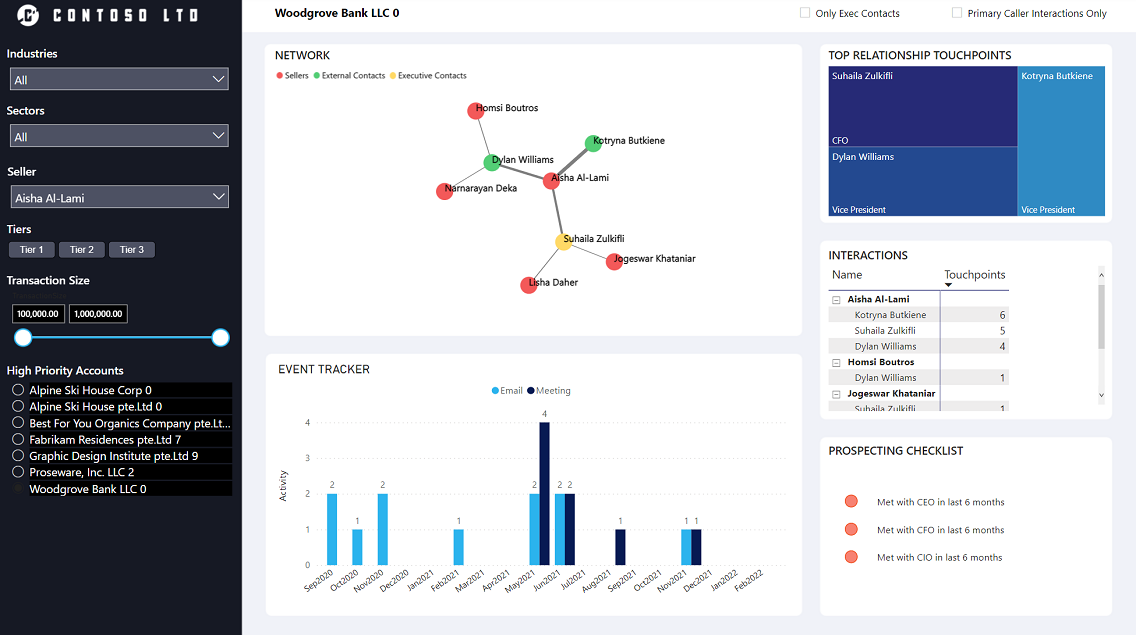 CONTOSO LTD
Industries
All
Sectors
All
Seller
Aisha Al-Lami
Tiers
Tier 1 Tier 2 Tier 3
Transaction Size
100,000.00 1,000,000.00
High Priority Accounts
Alpine Ski House Corp 0
Alpine Ski House pte.Ltd 0
Best For You Organics Company pte.Lt...
Fabrikam Residences pte.Ltd 7
Graphic Design Institute pte.Ltd 9
Proseware, Inc. LLC 2
Woodgrove Bank LLC 0
Woodgrove Bank LLC 0
Only Exec Contacts
Primary Caller Interactions Only
NETWORK
Sellers External Contacts Executive Contacts
Homsi Boutros
Kotryna Butkiene
Dylan Williams
Aisha Al-Lami
Narnarayan Deka
Suhaila Zulkifli
Jogeswar Khataniar
Lisha Daher
EVENT TRACKER
Email Meeting
Activity
4
3
2
1
0
2
1
2
1
2
4
2
2
1
1
1
Sep2020
Oct2020
Nov2020
Dec2020
Jan2021
Feb2021
Mar2021
Apr2021
May2021
Jun2021
Jul2021
Aug2021
Sep2021
Oct2021
Nov2021
Dec2021
Jan2022
Feb2022
TOP RELATIONSHIP TOUCHPOINTS
Suhaila Zulkifli
CFO
Dylan Williams
Vice President
Kotryna Butkiene
Vice President
INTERACTIONS
Name Touchpoints
Aisha Al-Lami
Kotryna Butkiene 6
Suhaila Zulkifli 5
Dylan Williams 4
Homsi Boutros
Dylan Williams 1
Jogeswar Khataniar
Suhaila Zulkifli 1
PROSPECTING CHECKLIST
Met with CEO in last 6 months
Met with CFO in last 6 months
Met with CIO in last 6 months